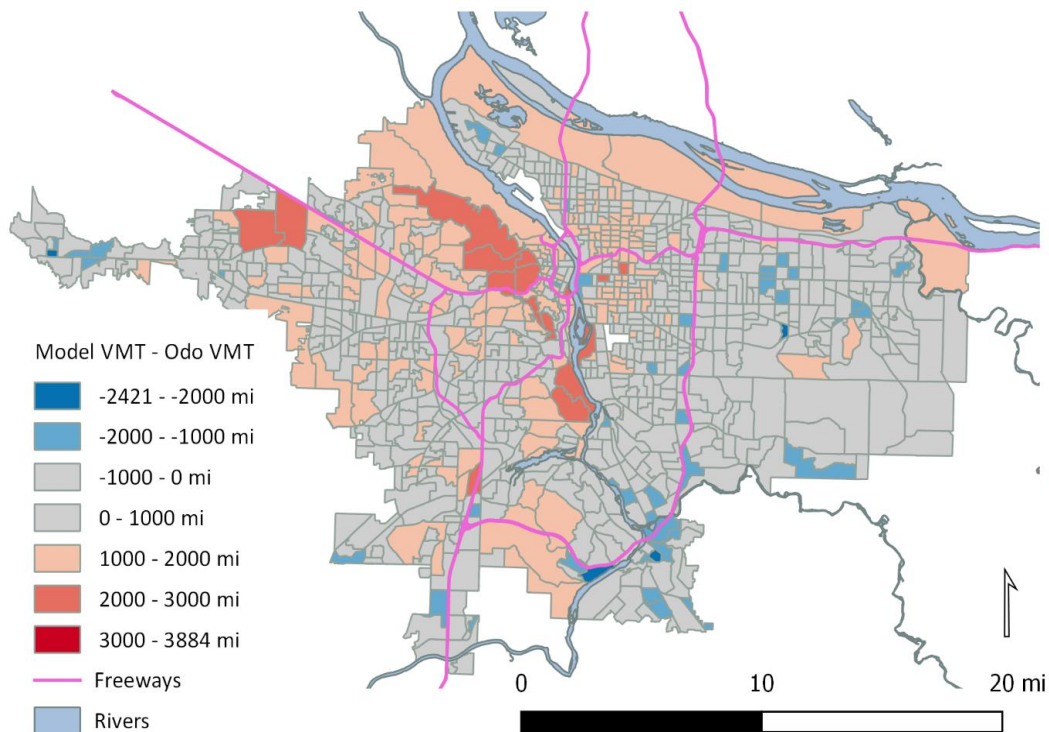 Model VMT - Odo VMT
-2421 - -2000 mi
-2000 - -1000 mi
-1000 - 0 mi
0 - 1000 mi
1000 - 2000 mi
2000 - 3000 mi
3000 - 3884 mi
Freeways
Rivers
0 10 20 mi